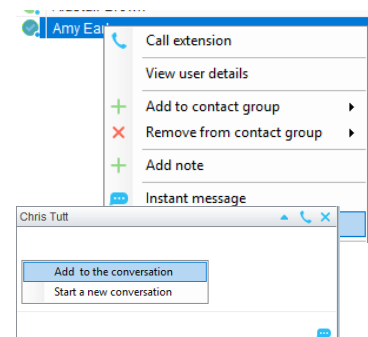 Amy Ear
Call extension
View user details
Add to contact group
Remove from contact group
Add note
Instant message
Chris Tutt
Add to the conversation
Start a new conversation